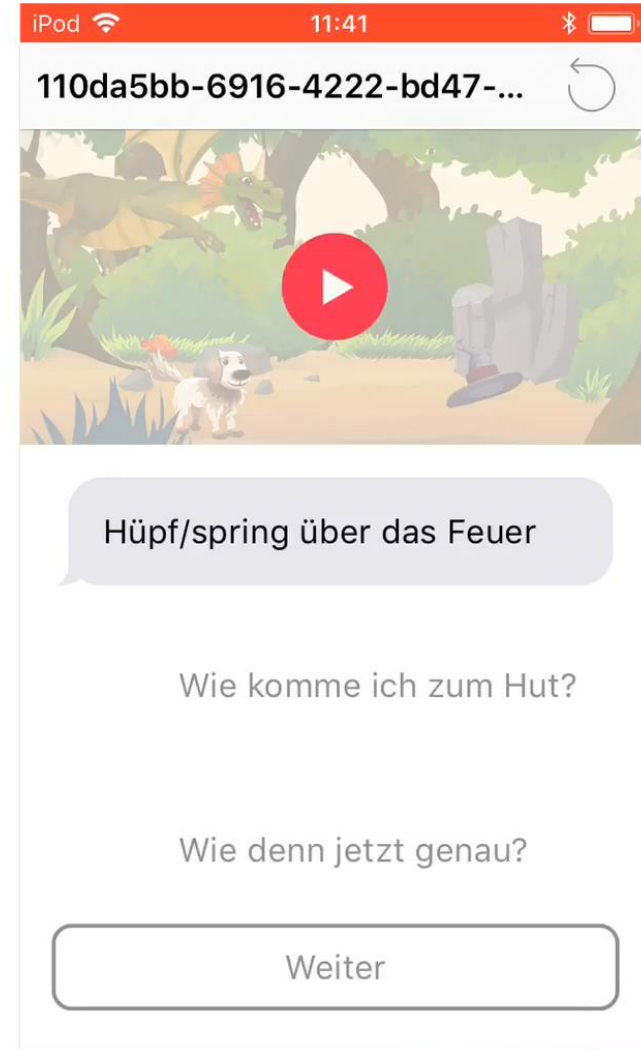 iPod 11:41
110da5bb-6916-4222-bd47-...
Hüpf/spring über das Feuer
Wie komme ich zum Hut?
Wie denn jetzt genau?
Weiter